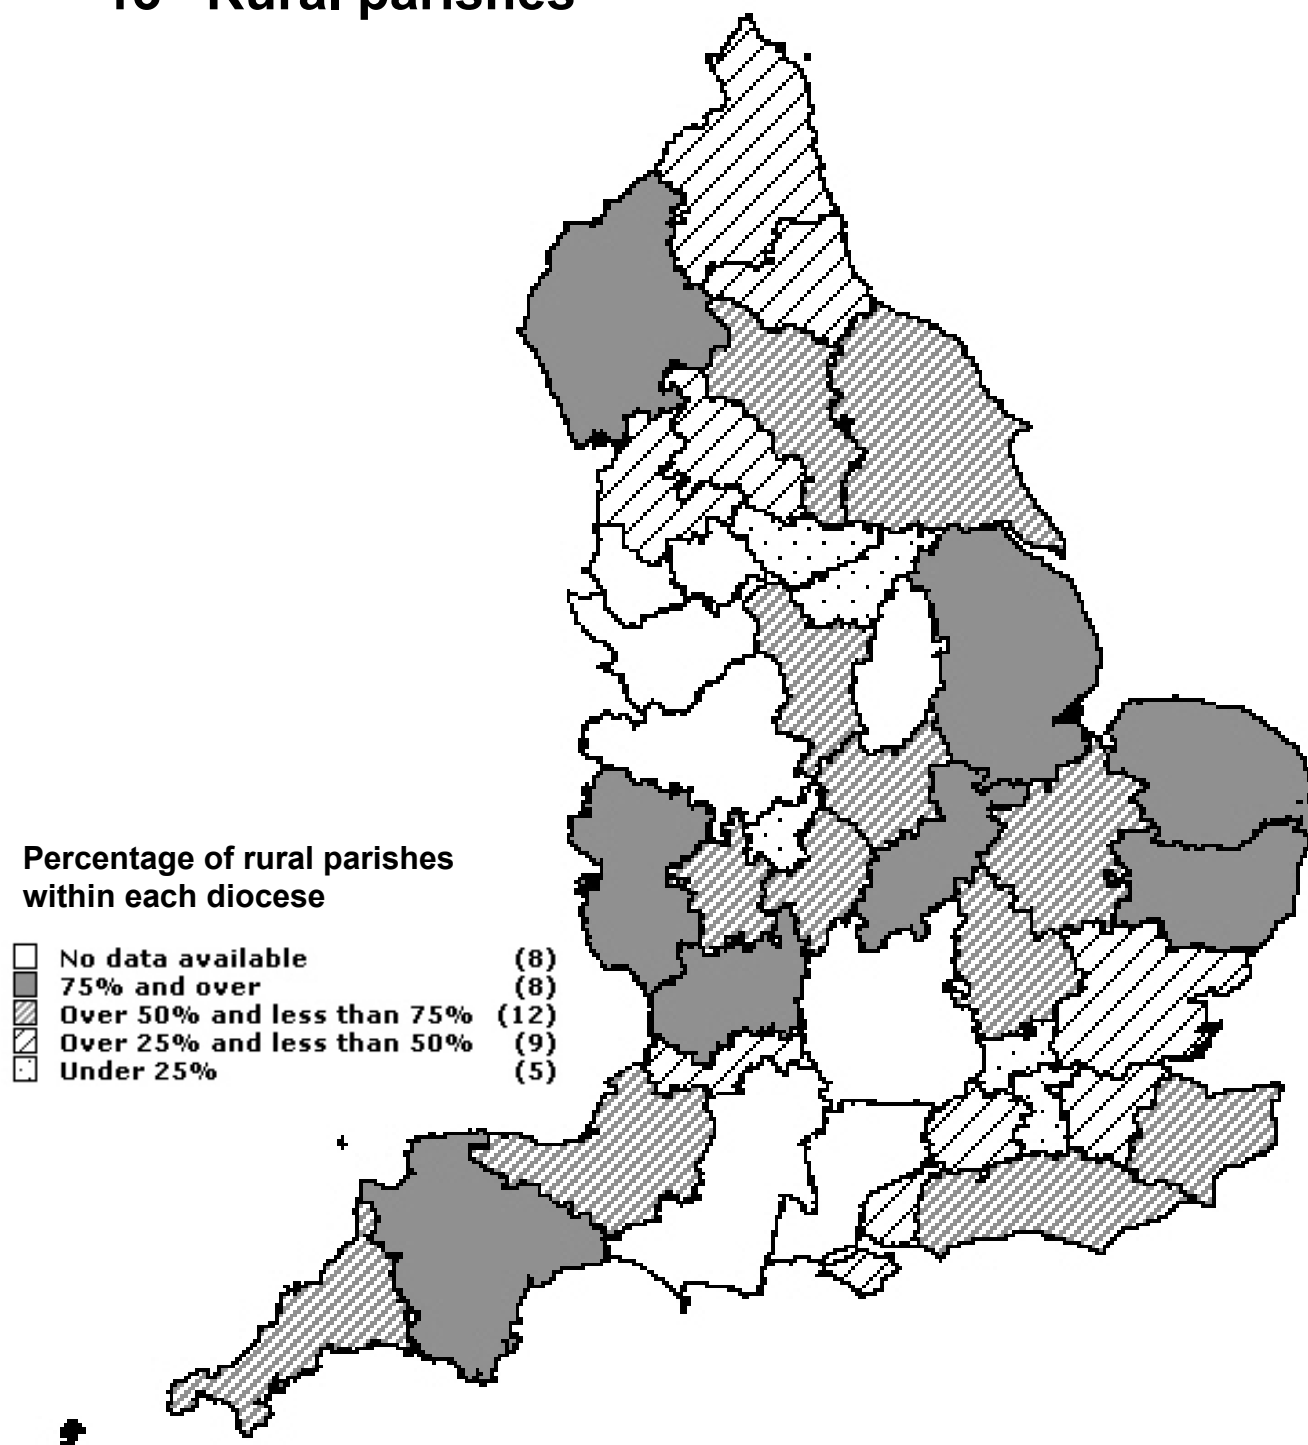 Rural parishes
Percentage of rural parishes
within each diocese
No data available (8)
75% and over (8)
Over 50% and less than 75% (12)
Over 25% and less than 50% (9)
Under 25% (5)